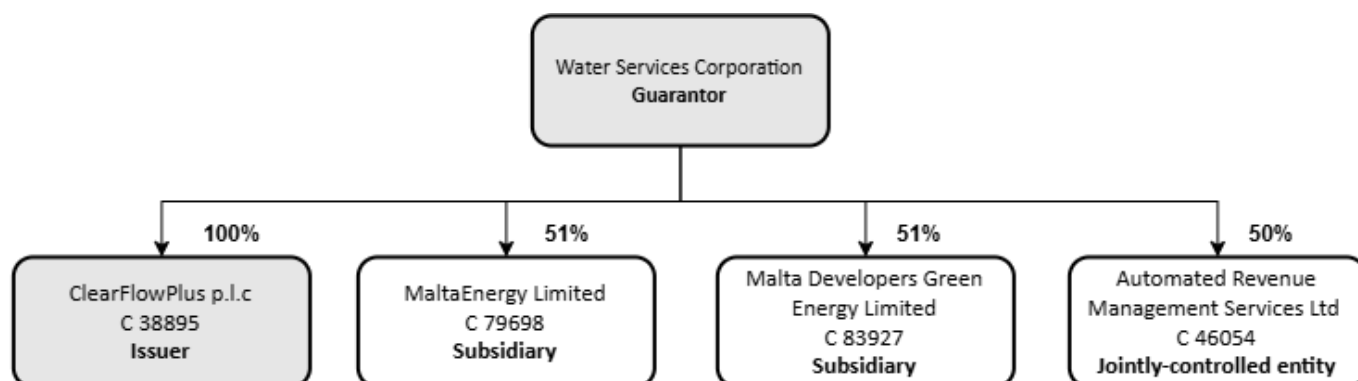 Water Services Corporation
Guarantor
100%
51%
51%
50%
ClearFlowPlus p.l.c
C 38895
Issuer
MaltaEnergy Limited
C 79698
Subsidiary
Malta Developers Green
Energy Limited
C 83927
Subsidiary
Automated Revenue
Management Services Ltd
C 46054
Jointly-controlled entity